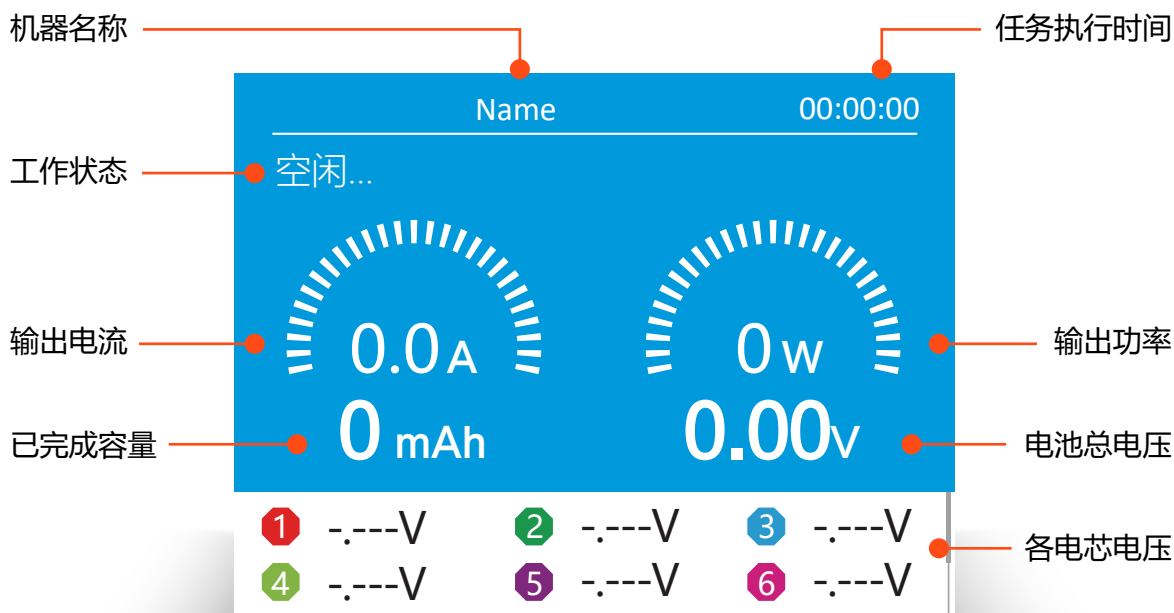 机器名称
任务执行时间
Name 00:00:00
工作状态
空闲...
输出电流
0.0 A
0 W
输出功率
已完成容量
0 mAh
0.00V
电池总电压
1 -.---V 2 -.---V 3 -.---V
各电芯电压
4 -.---V 5 -.---V 6 -.---V